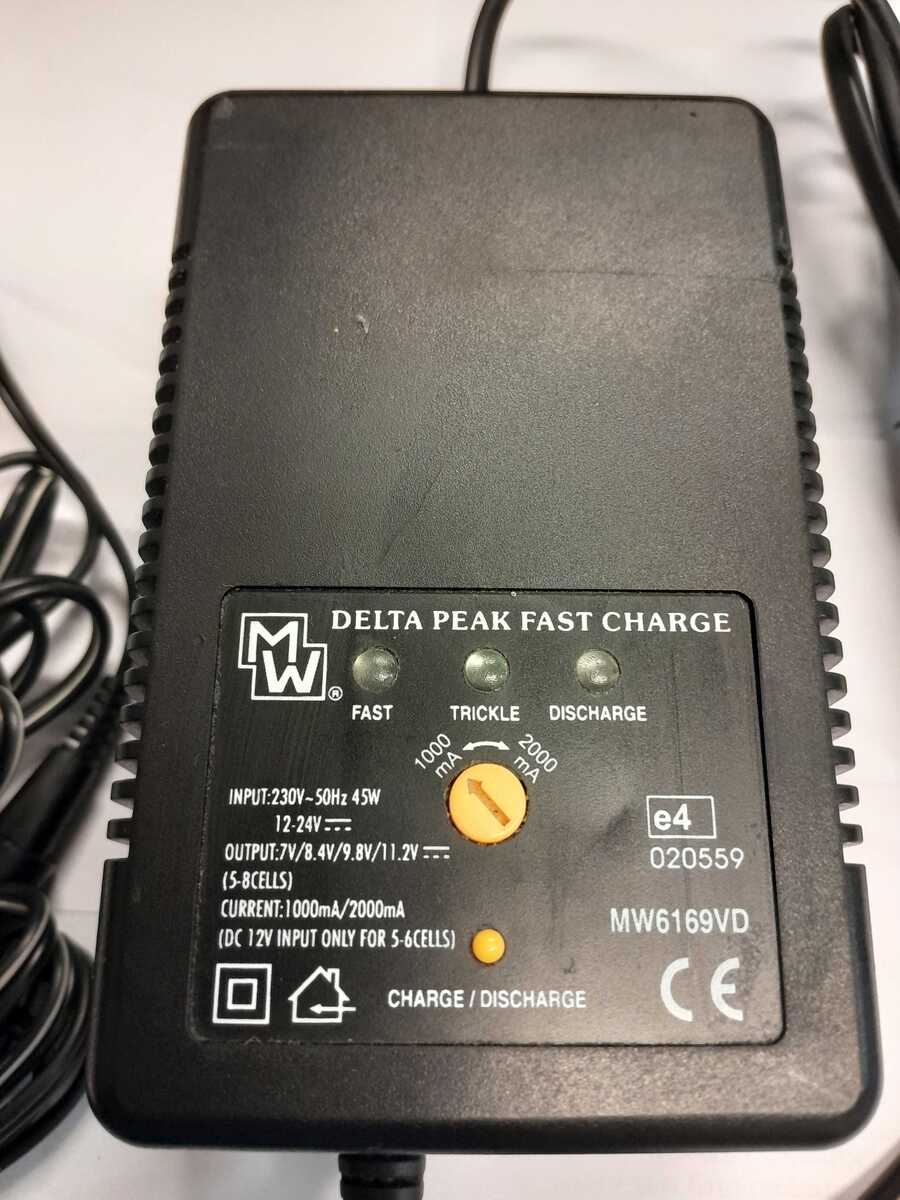 MW®
DELTA PEAK FAST CHARGE
FAST TRICKLE DISCHARGE
1000 mA 2000 mA
INPUT:230V~50Hz 45W
12-24V⎓
OUTPUT:7V/8.4V/9.8V/11.2V⎓
(5-8CELLS)
CURRENT:1000mA/2000mA
(DC 12V INPUT ONLY FOR 5-6CELLS)
e4
020559
MW6169VD
CHARGE / DISCHARGE
CE